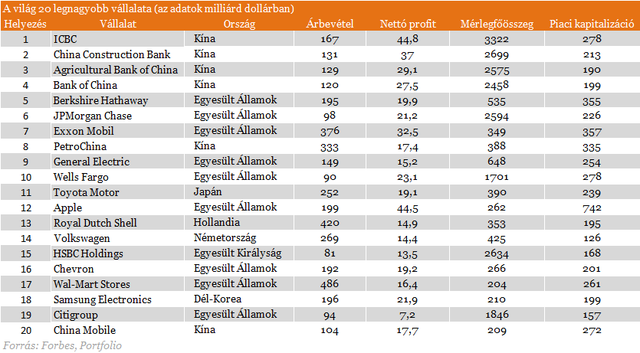 A világ 20 legnagyobb vállalata (az adatok milliárd dollárban)
Helyezés Vállalat Ország Árbevétel Nettó profit Mérlegfőösszeg Piaci kapitalizáció
1 ICBC Kína 167 44,8 3322 278
2 China Construction Bank Kína 131 37 2699 213
3 Agricultural Bank of China Kína 129 29,1 2575 190
4 Bank of China Kína 120 27,5 2458 199
5 Berkshire Hathaway Egyesült Államok 195 19,9 535 355
6 JPMorgan Chase Egyesült Államok 98 21,2 2594 226
7 Exxon Mobil Egyesült Államok 376 32,5 349 357
8 PetroChina Kína 333 17,4 388 335
9 General Electric Egyesült Államok 149 15,2 648 254
10 Wells Fargo Egyesült Államok 90 23,1 1701 278
11 Toyota Motor Japán 252 19,1 390 239
12 Apple Egyesült Államok 199 44,5 262 742
13 Royal Dutch Shell Hollandia 420 14,9 353 195
14 Volkswagen Németország 269 14,4 425 126
15 HSBC Holdings Egyesült Királyság 81 13,5 2634 168
16 Chevron Egyesült Államok 192 19,2 266 201
17 Wal-Mart Stores Egyesült Államok 486 16,4 204 261
18 Samsung Electronics Dél-Korea 196 21,9 210 199
19 Citigroup Egyesült Államok 94 7,2 1846 157
20 China Mobile Kína 104 17,7 209 272
Forrás: Forbes, Portfolio